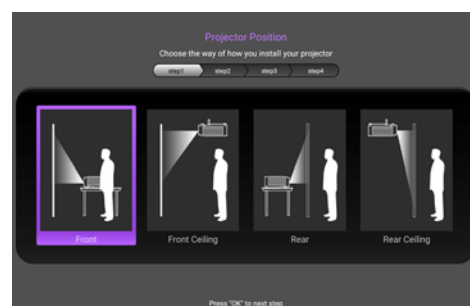 Projector Position
Choose the way of how you install your projector
step1 step2 step3 step4
Front Front Ceiling Rear Rear Ceiling
Press "OK" to next step